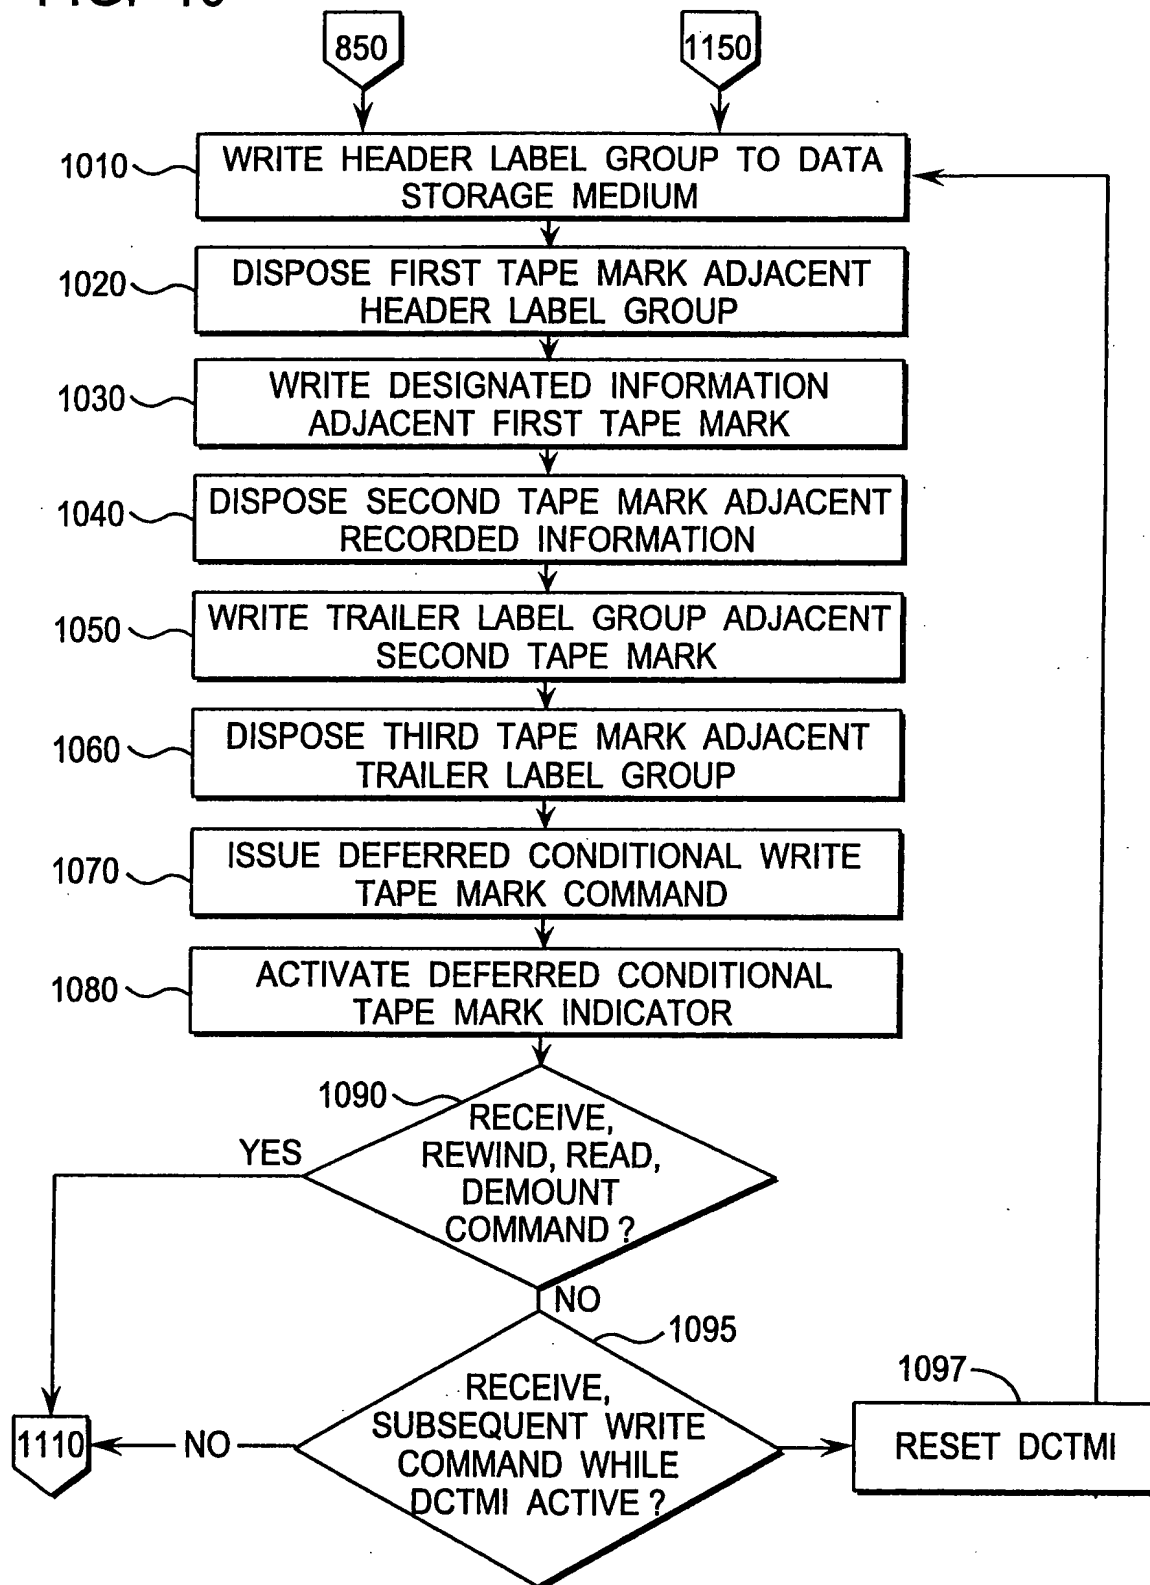 850
1150
1010
WRITE HEADER LABEL GROUP TO DATA
STORAGE MEDIUM
1020
DISPOSE FIRST TAPE MARK ADJACENT
HEADER LABEL GROUP
1030
WRITE DESIGNATED INFORMATION
ADJACENT FIRST TAPE MARK
1040
DISPOSE SECOND TAPE MARK ADJACENT
RECORDED INFORMATION
1050
WRITE TRAILER LABEL GROUP ADJACENT
SECOND TAPE MARK
1060
DISPOSE THIRD TAPE MARK ADJACENT
TRAILER LABEL GROUP
1070
ISSUE DEFERRED CONDITIONAL WRITE
TAPE MARK COMMAND
1080
ACTIVATE DEFERRED CONDITIONAL
TAPE MARK INDICATOR
1090
RECEIVE,
REWIND, READ,
DEMOUNT
COMMAND ?
YES
NO
1095
RECEIVE,
SUBSEQUENT WRITE
COMMAND WHILE
DCTMI ACTIVE ?
NO
1110
1097
RESET DCTMI